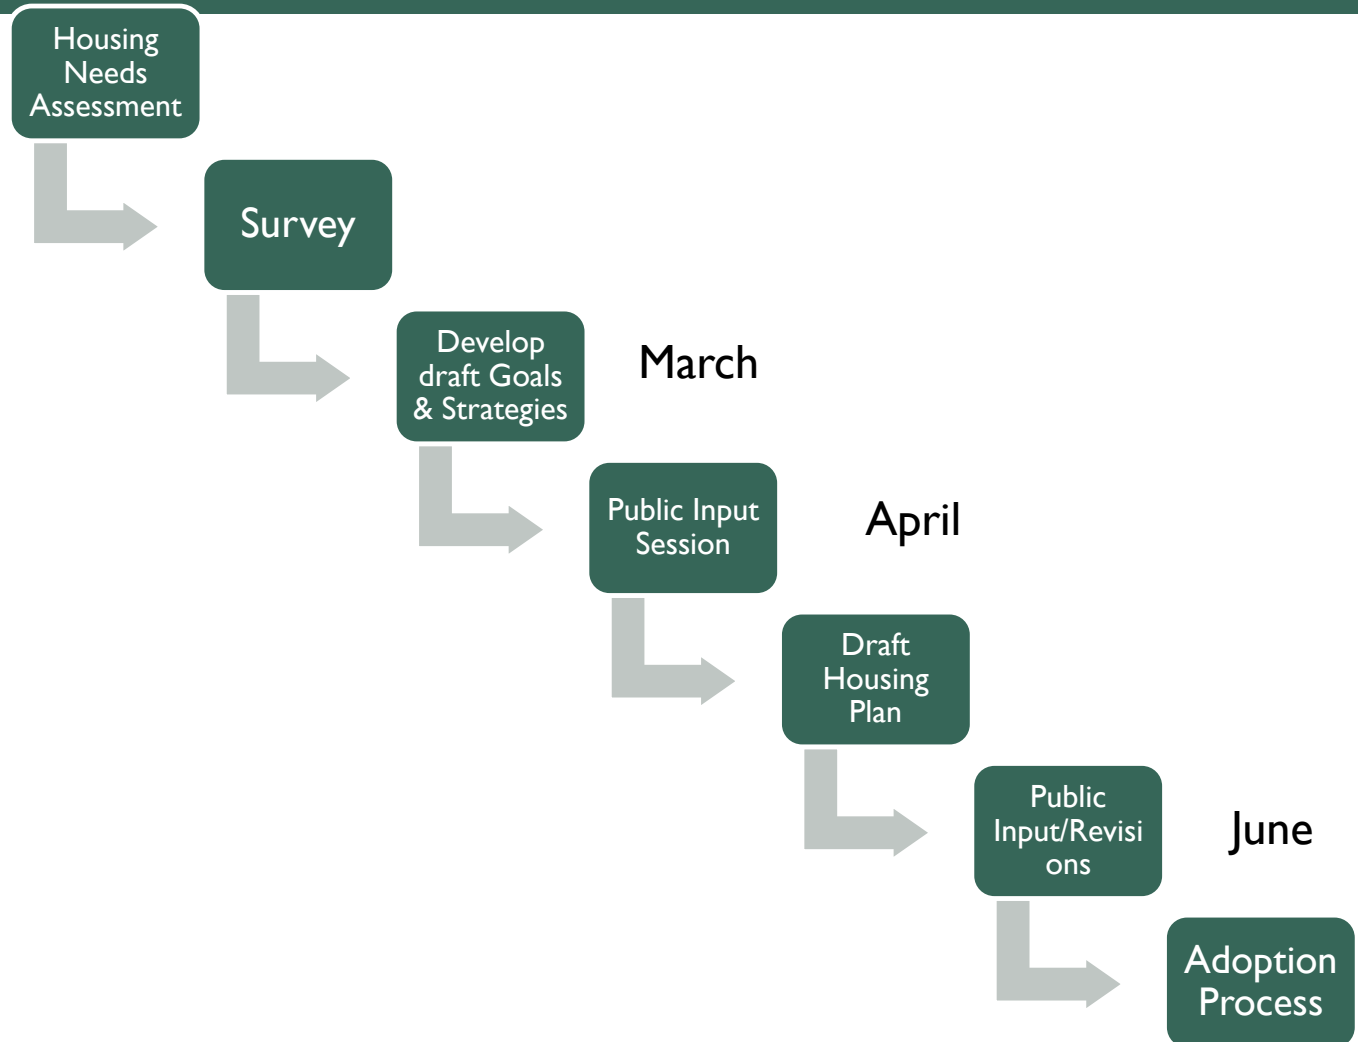 Housing
Needs
Assessment
Survey
Develop
draft Goals
& Strategies
March
Public Input
Session
April
Draft
Housing
Plan
Public
Input/Revisi
ons
June
Adoption
Process